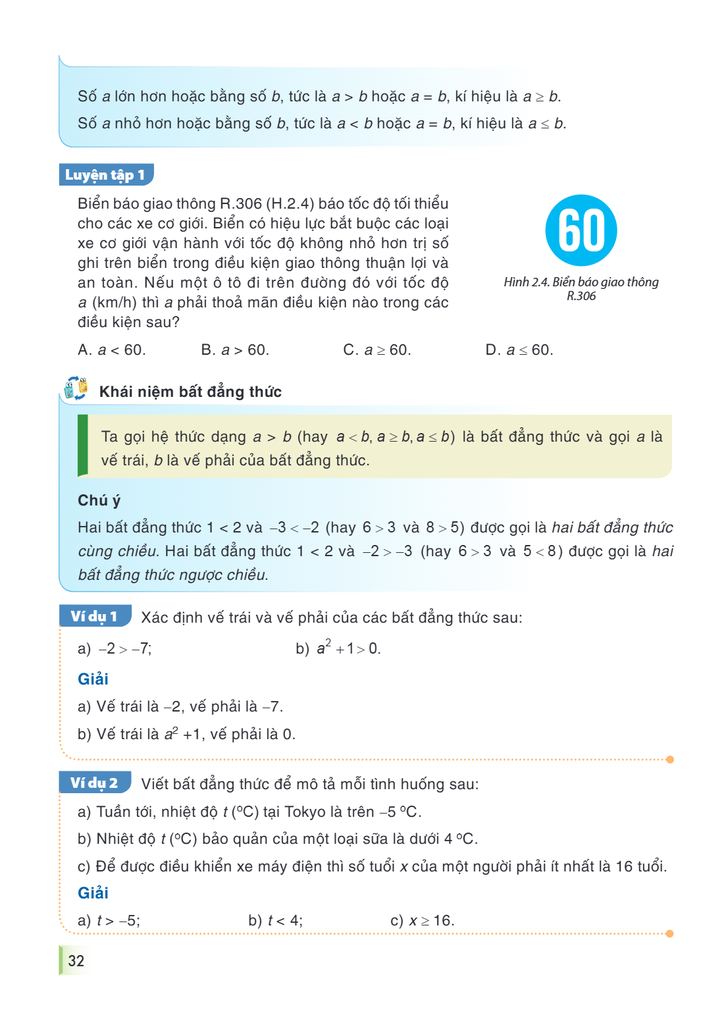 Số a lớn hơn hoặc bằng số b, tức là a > b hoặc a = b, kí hiệu là a ≥ b.
Số a nhỏ hơn hoặc bằng số b, tức là a < b hoặc a = b, kí hiệu là a ≤ b.
Luyện tập 1
Biển báo giao thông R.306 (H.2.4) báo tốc độ tối thiểu
cho các xe cơ giới. Biển có hiệu lực bắt buộc các loại
xe cơ giới vận hành với tốc độ không nhỏ hơn trị số
ghi trên biển trong điều kiện giao thông thuận lợi và
an toàn. Nếu một ô tô đi trên đường đó với tốc độ
a (km/h) thì a phải thoả mãn điều kiện nào trong các
điều kiện sau?
60
Hình 2.4. Biển báo giao thông
R.306
A. a < 60. B. a > 60. C. a ≥ 60. D. a ≤ 60.
Khái niệm bất đẳng thức
Ta gọi hệ thức dạng a > b (hay a < b, a ≥ b, a ≤ b) là bất đẳng thức và gọi a là
vế trái, b là vế phải của bất đẳng thức.
Chú ý
Hai bất đẳng thức 1 < 2 và −3 < −2 (hay 6 > 3 và 8 > 5) được gọi là hai bất đẳng thức
cùng chiều. Hai bất đẳng thức 1 < 2 và −2 > −3 (hay 6 > 3 và 5 < 8) được gọi là hai
bất đẳng thức ngược chiều.
Ví dụ 1 Xác định vế trái và vế phải của các bất đẳng thức sau:
a) −2 > −7; b) a² + 1 > 0.
Giải
a) Vế trái là −2, vế phải là −7.
b) Vế trái là a² +1, vế phải là 0.
Ví dụ 2 Viết bất đẳng thức để mô tả mỗi tình huống sau:
a) Tuần tới, nhiệt độ t (ºC) tại Tokyo là trên −5 ºC.
b) Nhiệt độ t (ºC) bảo quản của một loại sữa là dưới 4 ºC.
c) Để được điều khiển xe máy điện thì số tuổi x của một người phải ít nhất là 16 tuổi.
Giải
a) t > −5; b) t < 4; c) x ≥ 16.
32